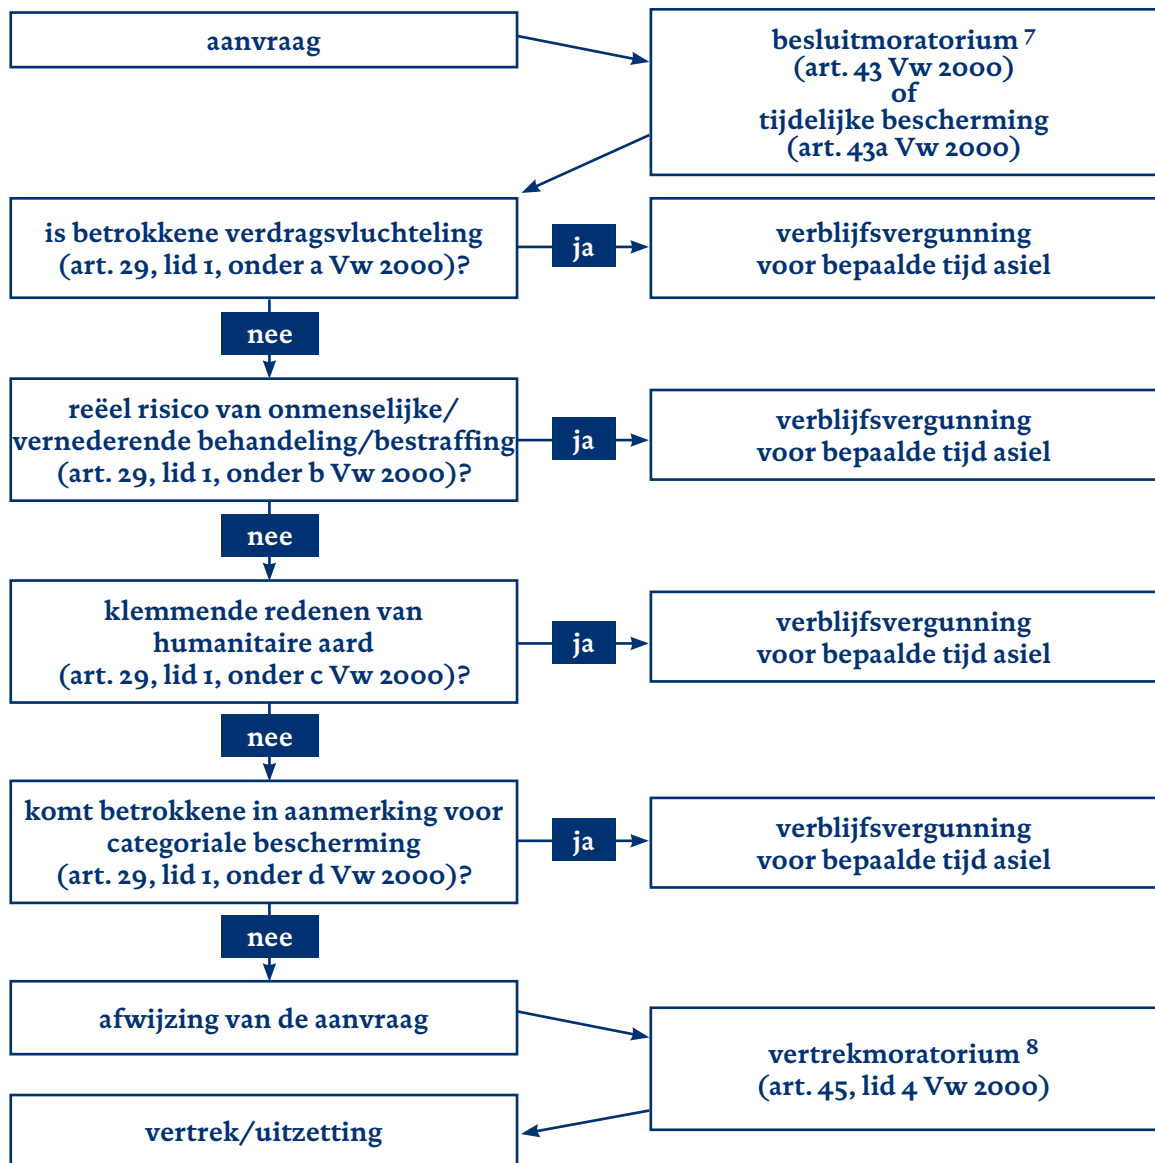 aanvraag
besluitmoratorium 7
(art. 43 Vw 2000)
of
tijdelijke bescherming
(art. 43a Vw 2000)
is betrokkene verdragsvluchteling
(art. 29, lid 1, onder a Vw 2000)?
ja
verblijfsvergunning
voor bepaalde tijd asiel
nee
reëel risico van onmenselijke/
vernederende behandeling/bestraffing
(art. 29, lid 1, onder b Vw 2000)?
ja
verblijfsvergunning
voor bepaalde tijd asiel
nee
klemmende redenen van
humanitaire aard
(art. 29, lid 1, onder c Vw 2000)?
ja
verblijfsvergunning
voor bepaalde tijd asiel
nee
komt betrokkene in aanmerking voor
categoriale bescherming
(art. 29, lid 1, onder d Vw 2000)?
ja
verblijfsvergunning
voor bepaalde tijd asiel
nee
afwijzing van de aanvraag
vertrekmoratorium 8
(art. 45, lid 4 Vw 2000)
vertrek/uitzetting